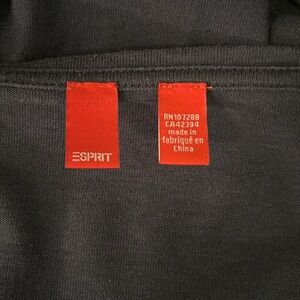 ESPRIT
RN107288
CA42394
made in
fabriqué en
China